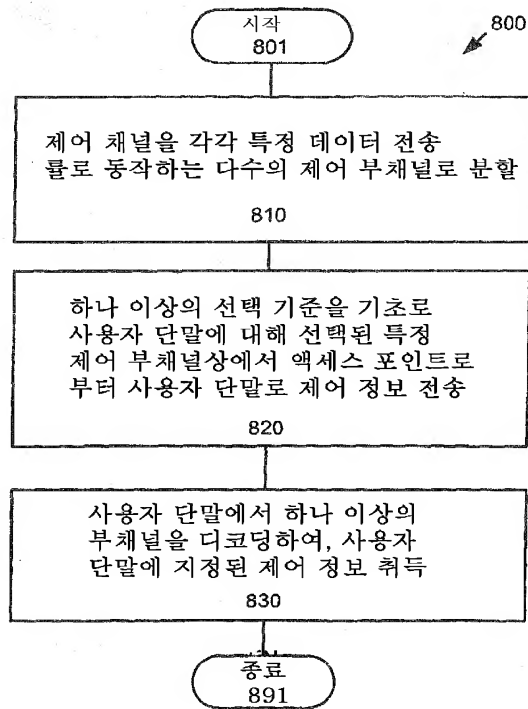 시작
801
800
제어 채널을 각각 특정 데이터 전송
률로 동작하는 다수의 제어 부채널로 분할
810
하나 이상의 선택 기준을 기초로
사용자 단말에 대해 선택된 특정
제어 부채널상에서 액세스 포인트로
부터 사용자 단말로 제어 정보 전송
820
사용자 단말에서 하나 이상의
부채널을 디코딩하여, 사용자
단말에 지정된 제어 정보 취득
830
종료
891